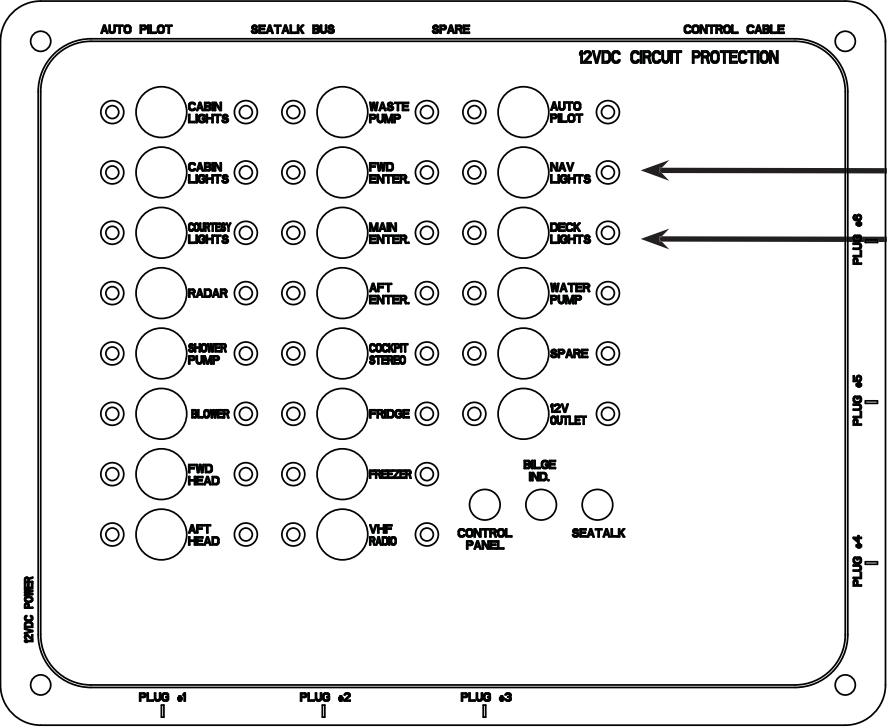 AUTO PILOT
SEATALK BUS
SPARE
CONTROL CABLE
12VDC CIRCUIT PROTECTION
CABIN
LIGHTS
WASTE
PUMP
AUTO
PILOT
CABIN
LIGHTS
FWD
ENTER.
NAV
LIGHTS
COURTESY
LIGHTS
MAIN
ENTER.
DECK
LIGHTS
RADAR
AFT
ENTER.
WATER
PUMP
SHOWER
PUMP
COCKPIT
STEREO
SPARE
BLOWER
FRIDGE
12V
OUTLET
FWD
HEAD
FREEZER
AFT
HEAD
VHF
RADIO
BILGE
IND.
CONTROL
PANEL
SEATALK
PLUG #6
PLUG #5
PLUG #4
12VDC POWER
PLUG #1
PLUG #2
PLUG #3